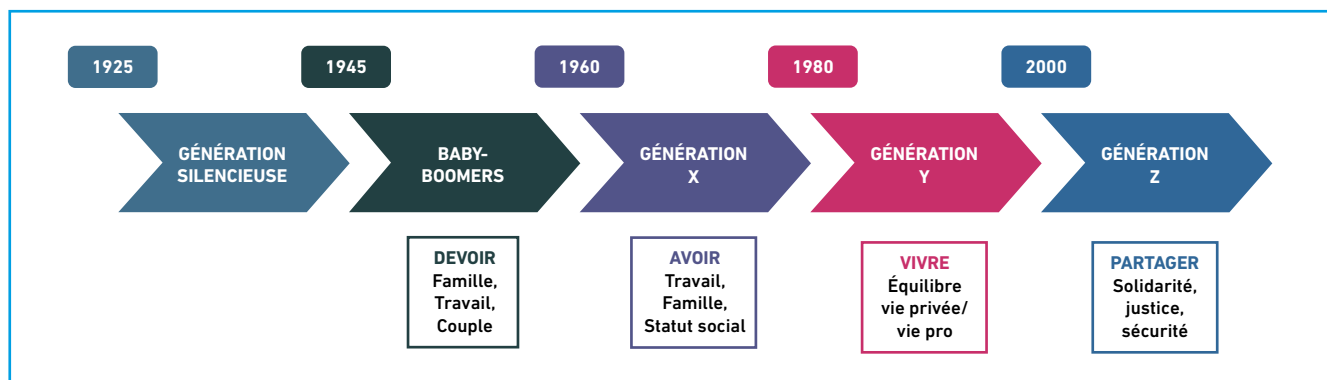 1925
1945
1960
1980
2000
GÉNÉRATION
SILENCIEUSE
BABY-
BOOMERS
GÉNÉRATION
X
GÉNÉRATION
Y
GÉNÉRATION
Z
DEVOIR
Famille,
Travail,
Couple
AVOIR
Travail,
Famille,
Statut social
VIVRE
Équilibre
vie privée/
vie pro
PARTAGER
Solidarité,
justice,
sécurité